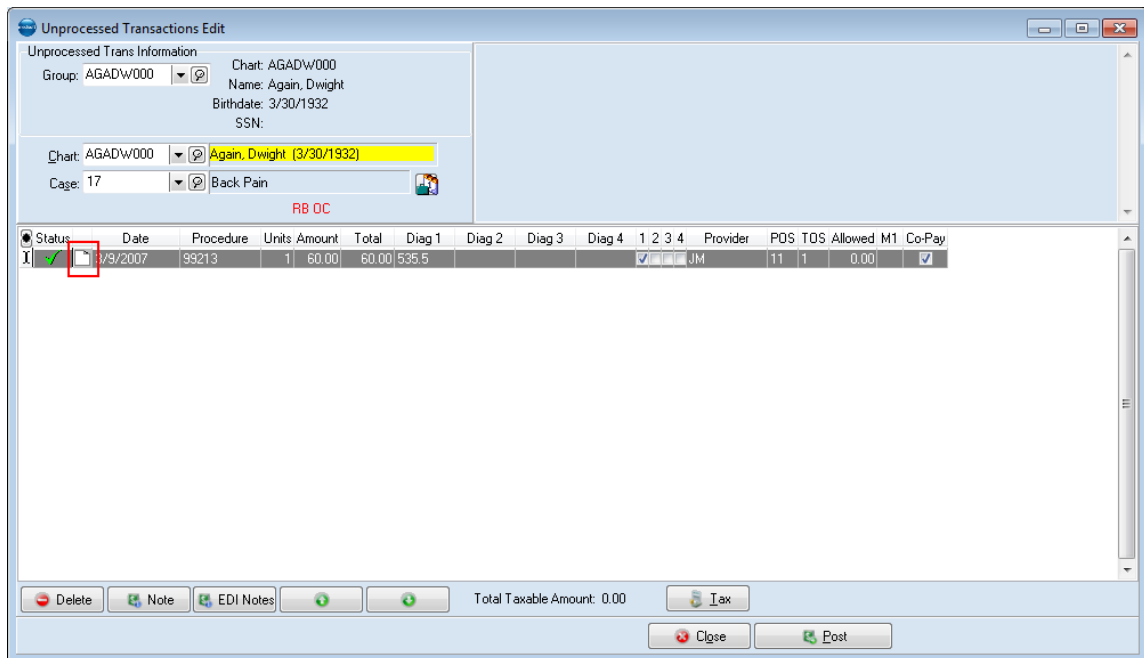 Unprocessed Transactions Edit
Unprocessed Trans Information
Group: AGADW000
Chart: AGADW000
Name: Again, Dwight
Birthdate: 3/30/1932
SSN:
Chart: AGADW000 Again, Dwight (3/30/1932)
Case: 17 Back Pain
RB OC
Status Date Procedure Units Amount Total Diag 1 Diag 2 Diag 3 Diag 4 1 2 3 4 Provider POS TOS Allowed M1 Co-Pay
3/9/2007 99213 1 60.00 60.00 535.5 JM 11 1 0.00
Delete Note EDI Notes Total Taxable Amount: 0.00 Tax
Close Post